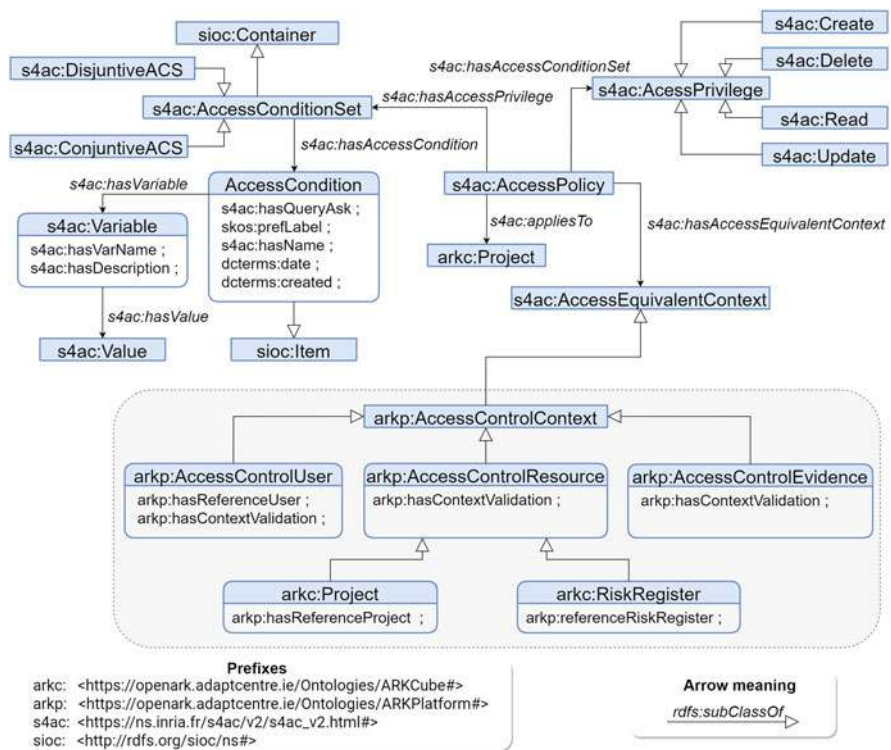 sioc:Container
s4ac:Create
s4ac:DisjuntiveACS
s4ac:hasAccessConditionSet
s4ac:Delete
s4ac:AccessConditionSet
s4ac:hasAccessPrivilege
s4ac:AcessPrivilege
s4ac:Read
s4ac:ConjuntiveACS
s4ac:hasAccessCondition
s4ac:Update
s4ac:hasVariable
AccessCondition
s4ac:hasQueryAsk ;
skos:prefLabel ;
s4ac:hasName ;
dcterms:date ;
dcterms:created ;
s4ac:AccessPolicy
s4ac:Variable
s4ac:hasVarName ;
s4ac:hasDescription ;
s4ac:appliesTo
s4ac:hasAccessEquivalentContext
arkc:Project
s4ac:AccessEquivalentContext
s4ac:hasValue
s4ac:Value
sioc:Item
arkp:AccessControlContext
arkp:AccessControlUser
arkp:hasReferenceUser ;
arkp:hasContextValidation ;
arkp:AccessControlResource
arkp:hasContextValidation ;
arkp:AccessControlEvidence
arkp:hasContextValidation ;
arkc:Project
arkp:hasReferenceProject ;
arkc:RiskRegister
arkp:referenceRiskRegister ;
Prefixes
arkc: <https://openark.adaptcentre.ie/Ontologies/ARKCube#>
arkp: <https://openark.adaptcentre.ie/Ontologies/ARKPlatform#>
s4ac: <https://ns.inria.fr/s4ac/v2/s4ac_v2.html#>
sioc: <http://rdfs.org/sioc/ns#>
Arrow meaning
rdfs:subClassOf